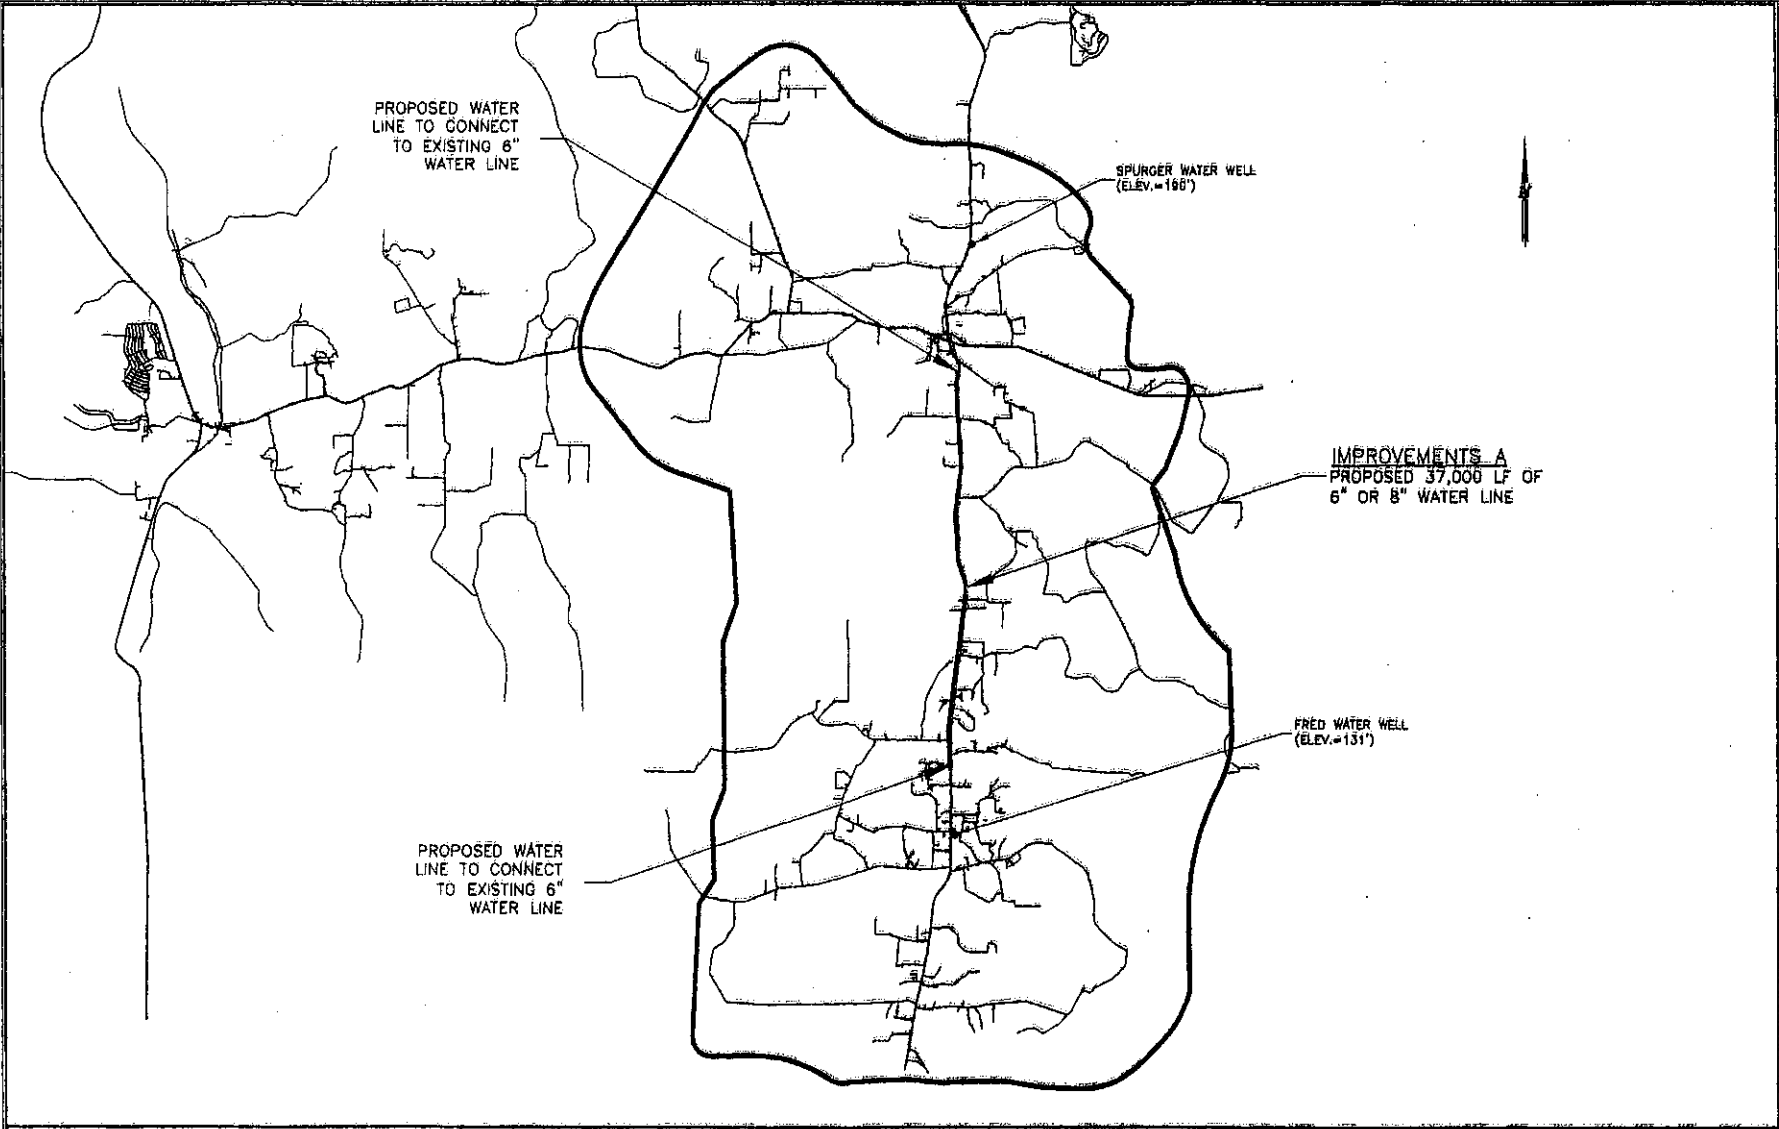 PROPOSED WATER
LINE TO CONNECT
TO EXISTING 6"
WATER LINE
SPURGER WATER WELL
IMPROVEMENTS A
PROPOSED 37,000 LF OF
6" OR 8" WATER LINE
FRED WATER WELL
(ELEV.=131')
PROPOSED WATER
LINE TO CONNECT
TO EXISTING 6"
WATER LINE